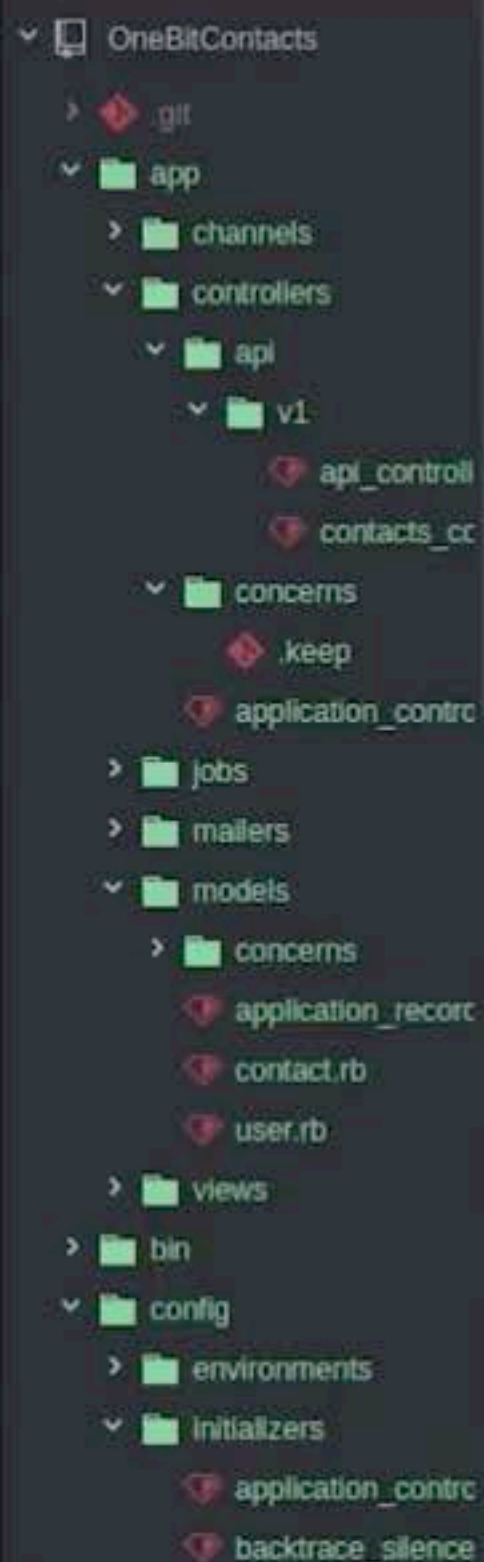 OneBitContacts
.git
app
channels
controllers
api
v1
api_controll
contacts_cc
concerns
.keep
application_contrc
jobs
mailers
models
concerns
application_recorc
contact.rb
user.rb
views
bin
config
environments
initializers
application_contrc
backtrace_silence